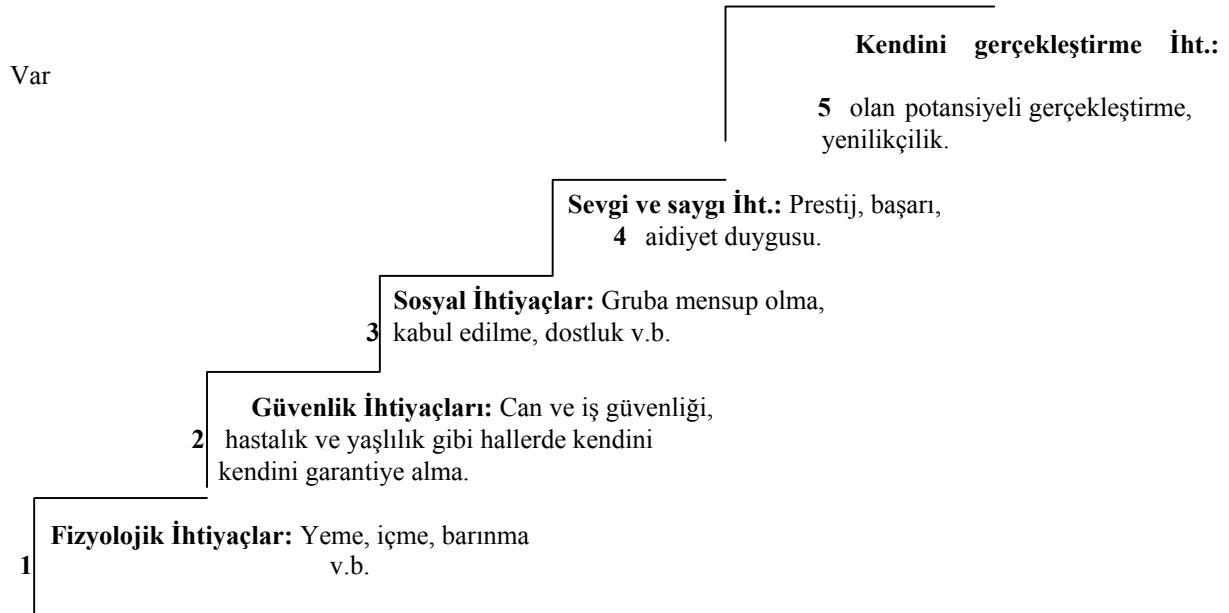 Kendini gerçekleştirme İht.:
Var
5 olan potansiyeli gerçekleştirme,
yenilikçilik.
Sevgi ve saygı İht.: Prestij, başarı,
4 aidiyet duygusu.
Sosyal İhtiyaçlar: Gruba mensup olma,
3 kabul edilme, dostluk v.b.
Güvenlik İhtiyaçları: Can ve iş güvenliği,
2 hastalık ve yaşlılık gibi hallerde kendini
kendini garantiye alma.
Fizyolojik İhtiyaçlar: Yeme, içme, barınma
1 v.b.